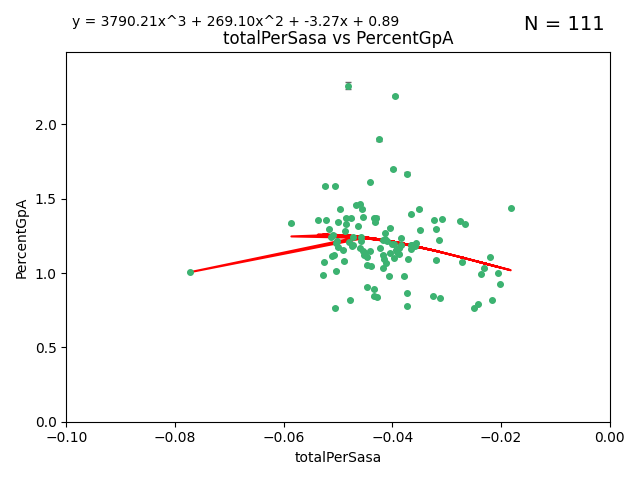 y = 3790.21x^3 + 269.10x^2 + -3.27x + 0.89
N = 111
totalPerSasa vs PercentGpA
PercentGpA
2.0
1.5
1.0
0.5
0.0
−0.10 −0.08 −0.06 −0.04 −0.02 0.00
totalPerSasa